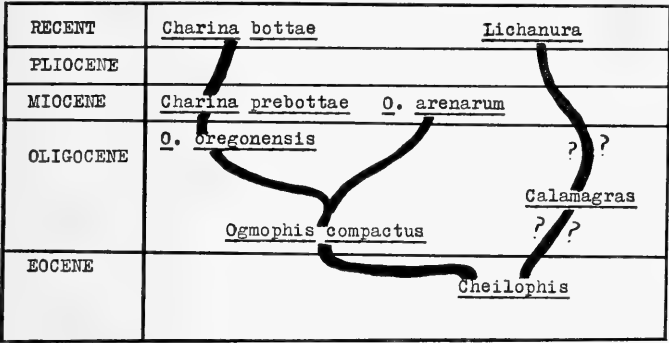 RECENT Charina bottae Lichanura
PLIOCENE
MIOCENE Charina prebottae O. arenarum
O. oregonensis
OLIGOCENE ? ?
Calamagras
? ?
Ogmophis compactus
EOCENE
Cheilophis